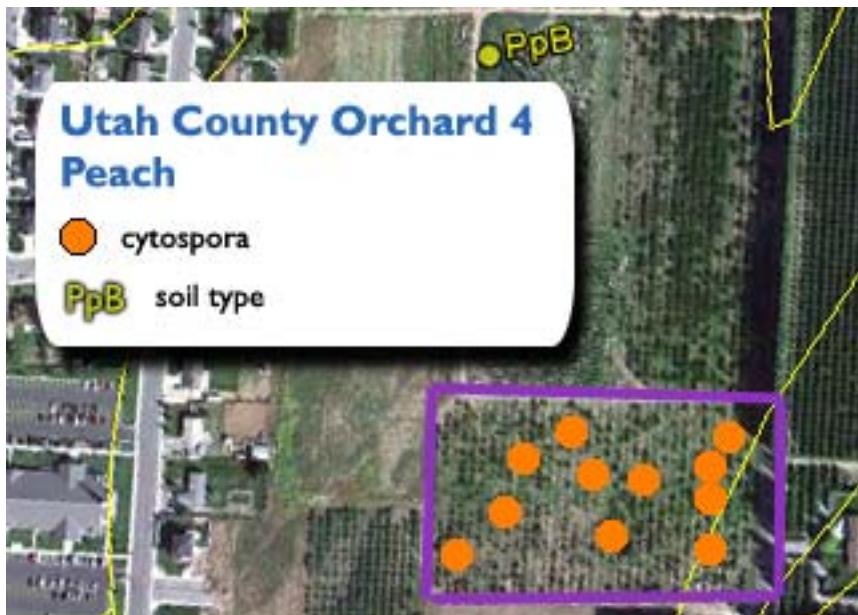 PpB
Utah County Orchard 4
Peach
cytospora
PpB soil type